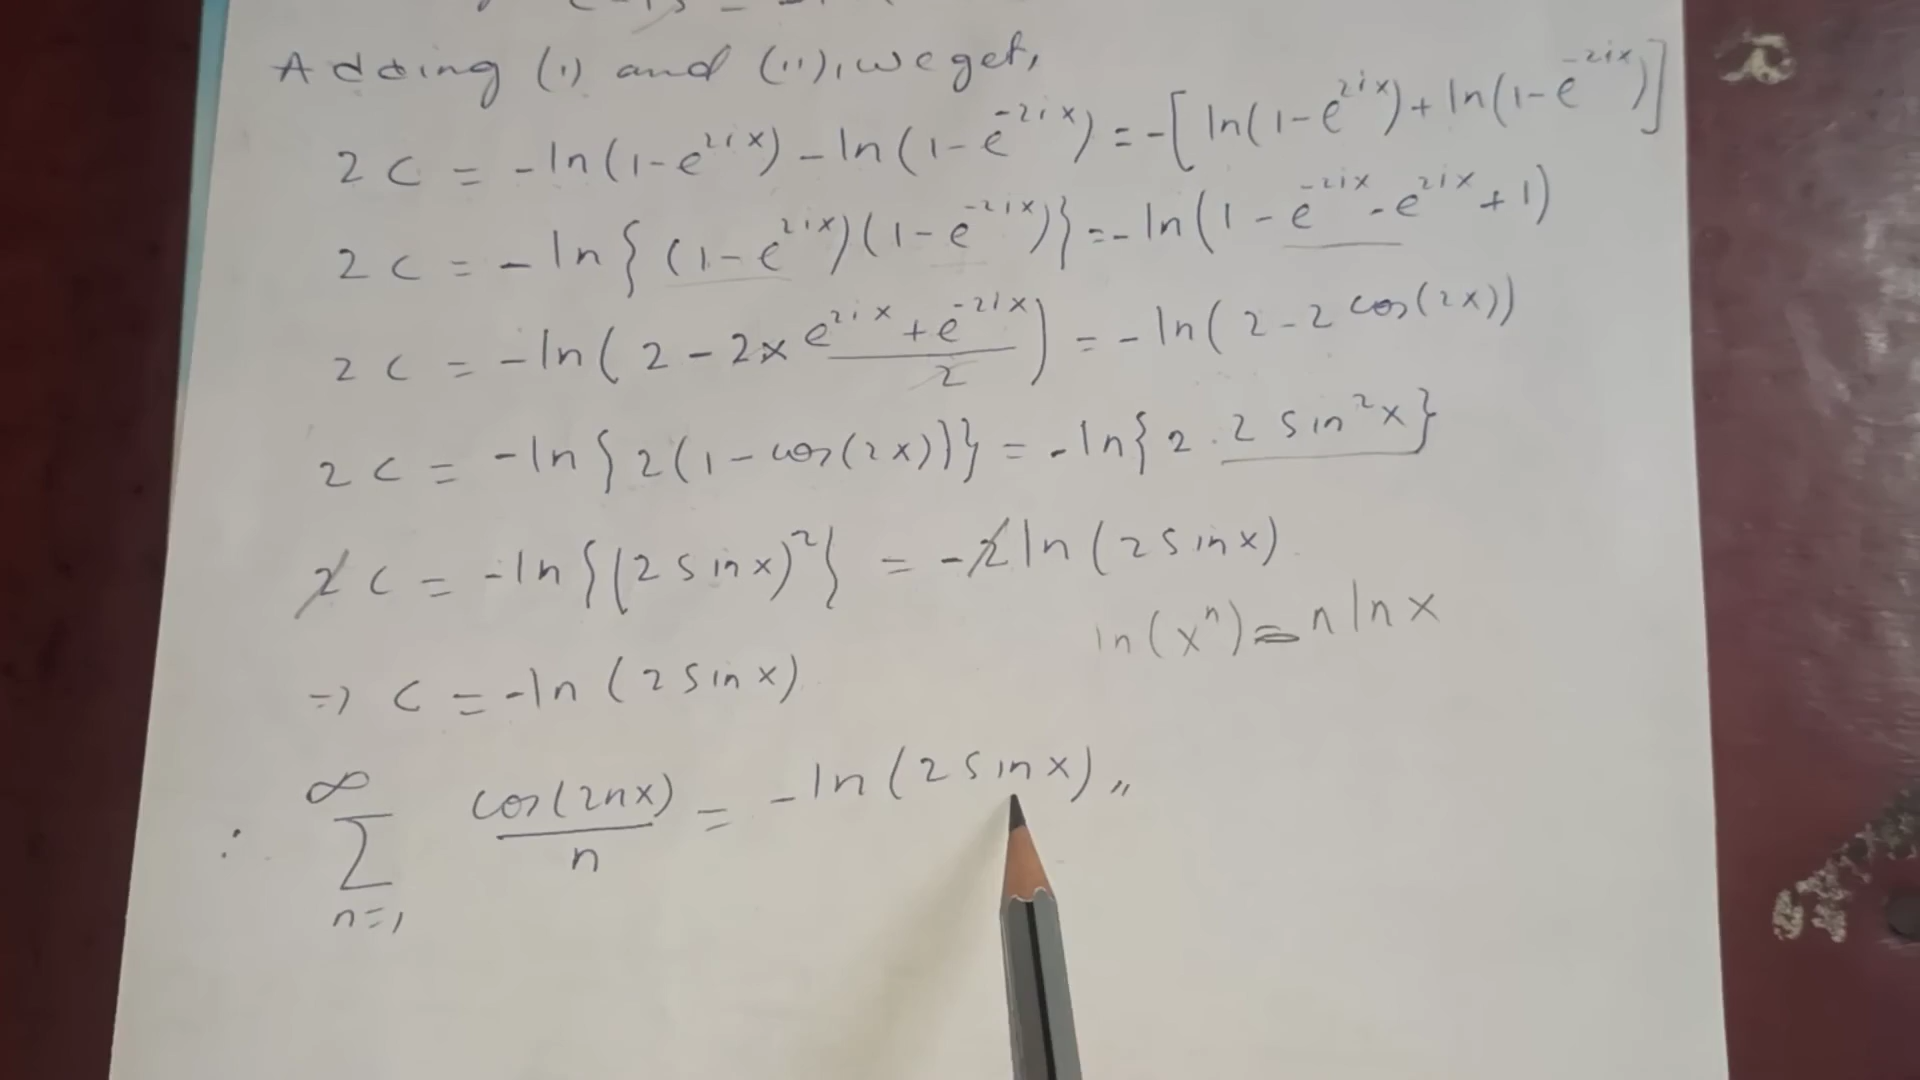 Adding (i) and (ii), we get,
2C = -ln(1-e^{2ix}) - ln(1-e^{-2ix}) = -[ln(1-e^{2ix}) + ln(1-e^{-2ix})]
2C = -ln{(1-e^{2ix})(1-e^{-2ix})} = -ln(1 - e^{-2ix} - e^{2ix} + 1)
2C = -ln(2 - 2 × (e^{2ix} + e^{-2ix})/2) = -ln(2 - 2 cos(2x))
2C = -ln{2(1 - cos(2x))} = -ln{2 · 2 sin²x}
2C = -ln{(2 sin x)²} = -2 ln(2 sin x)
ln(x^n) = n ln x
⇒ C = -ln(2 sin x)
∴ ∑_{n=1}^{∞} cos(2nx)/n = -ln(2 sin x) ,,